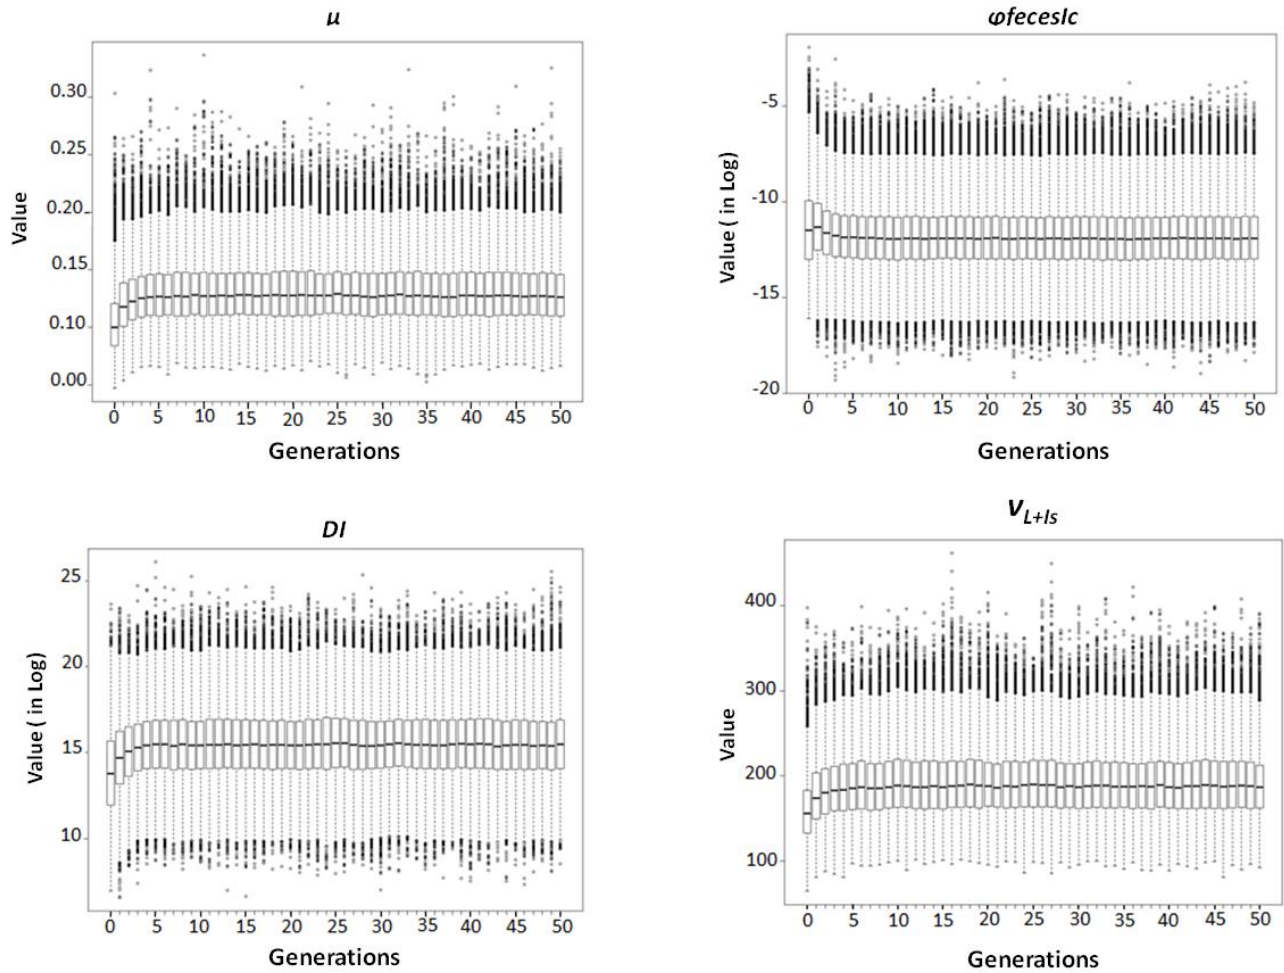 μ
φfecesIc
0.30
0.25
0.20
0.15
0.10
0.00
Value
0 5 10 15 20 25 30 35 40 45 50
Generations
-5
-10
-15
-20
Value ( in Log)
0 5 10 15 20 25 30 35 40 45 50
Generations
DI
25
20
15
10
Value ( in Log)
0 5 10 15 20 25 30 35 40 45 50
Generations
νL+Is
400
300
200
100
Value
0 5 10 15 20 25 30 35 40 45 50
Generations